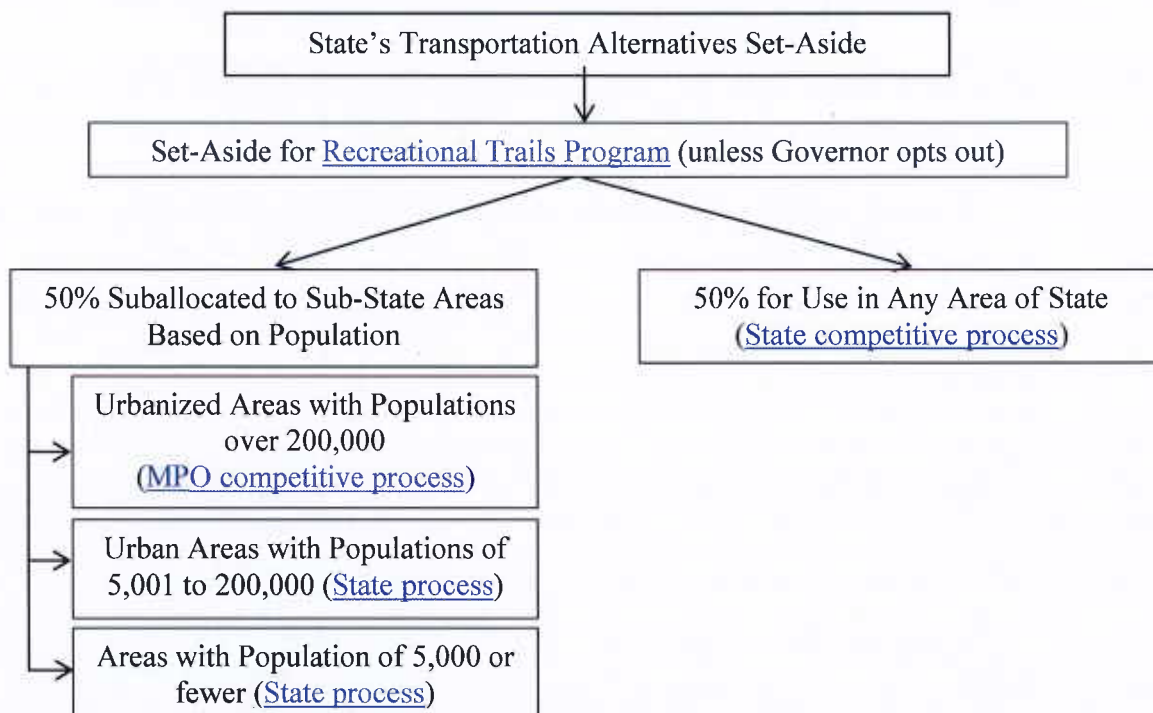 State’s Transportation Alternatives Set-Aside
Set-Aside for Recreational Trails Program (unless Governor opts out)
50% Suballocated to Sub-State Areas
Based on Population
50% for Use in Any Area of State
(State competitive process)
Urbanized Areas with Populations
over 200,000
(MPO competitive process)
Urban Areas with Populations of
5,001 to 200,000 (State process)
Areas with Population of 5,000 or
fewer (State process)